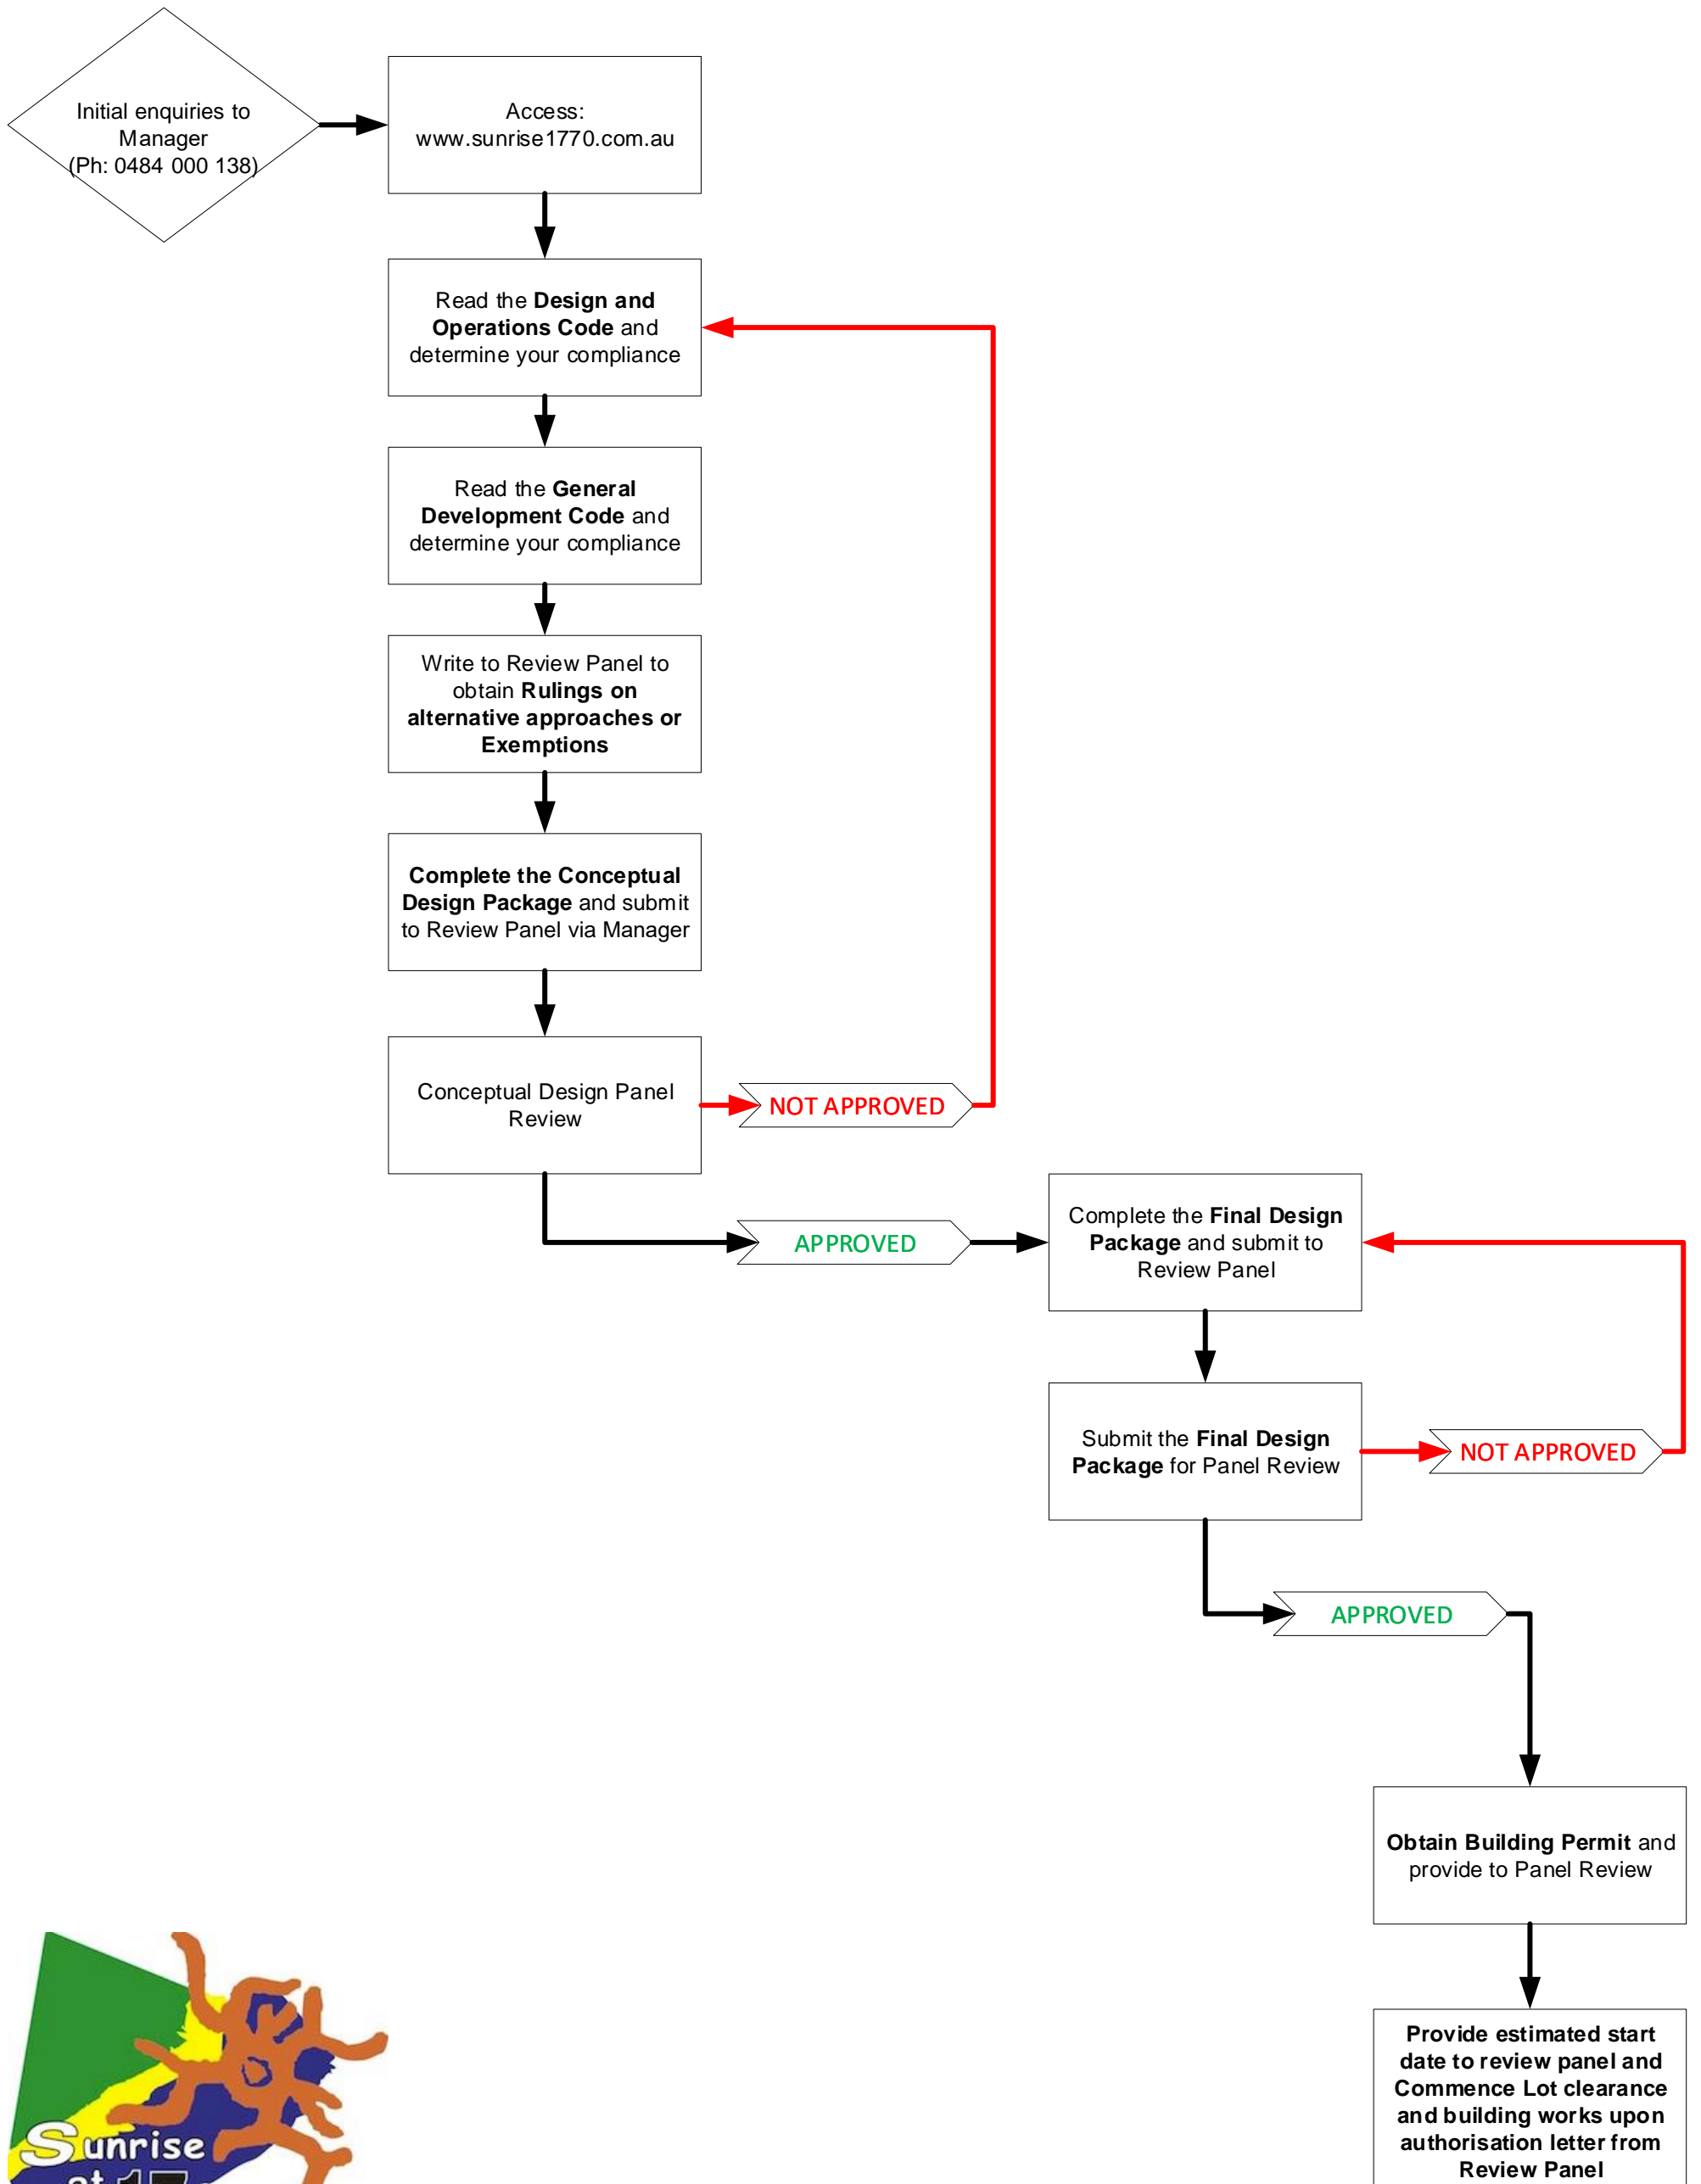 Initial enquiries to
Manager
(Ph: 0484 000 138)
Access:
www.sunrise1770.com.au
Read the Design and
Operations Code and
determine your compliance
Read the General
Development Code and
determine your compliance
Write to Review Panel to
obtain Rulings on
alternative approaches or
Exemptions
Complete the Conceptual
Design Package and submit
to Review Panel via Manager
Conceptual Design Panel
Review
NOT APPROVED
APPROVED
Complete the Final Design
Package and submit to
Review Panel
Submit the Final Design
Package for Panel Review
NOT APPROVED
APPROVED
Obtain Building Permit and
provide to Panel Review
Provide estimated start
date to review panel and
Commence Lot clearance
and building works upon
authorisation letter from
Review Panel
Sunrise
at 17